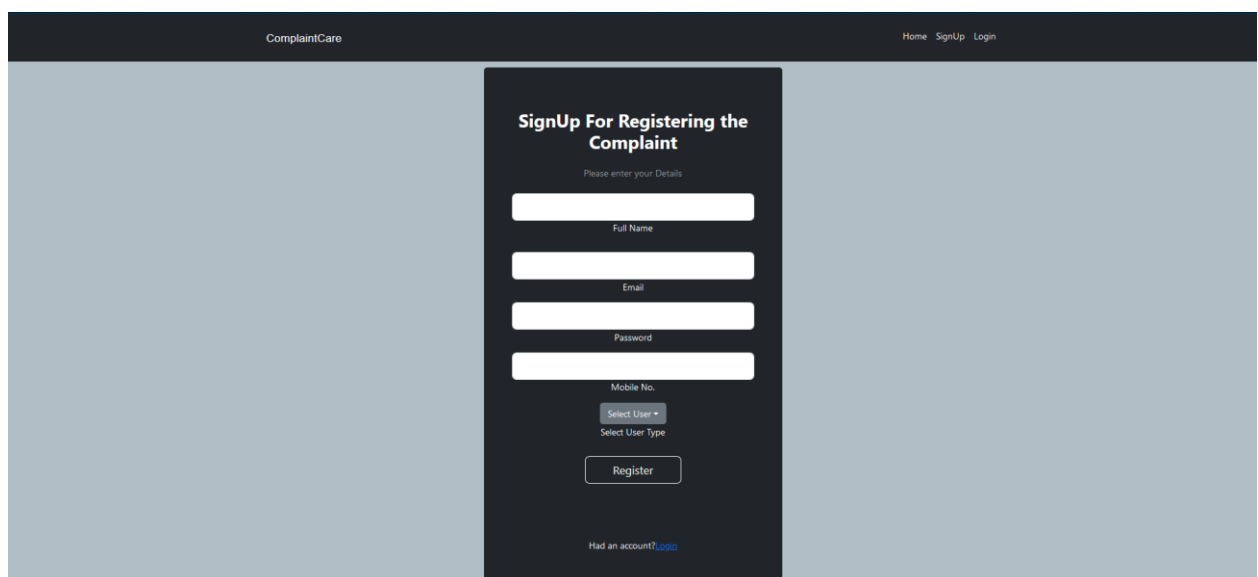 ComplaintCare
Home SignUp Login
SignUp For Registering the
Complaint
Please enter your Details
Full Name
Email
Password
Mobile No.
Select User
Select User Type
Register
Had an account?Login